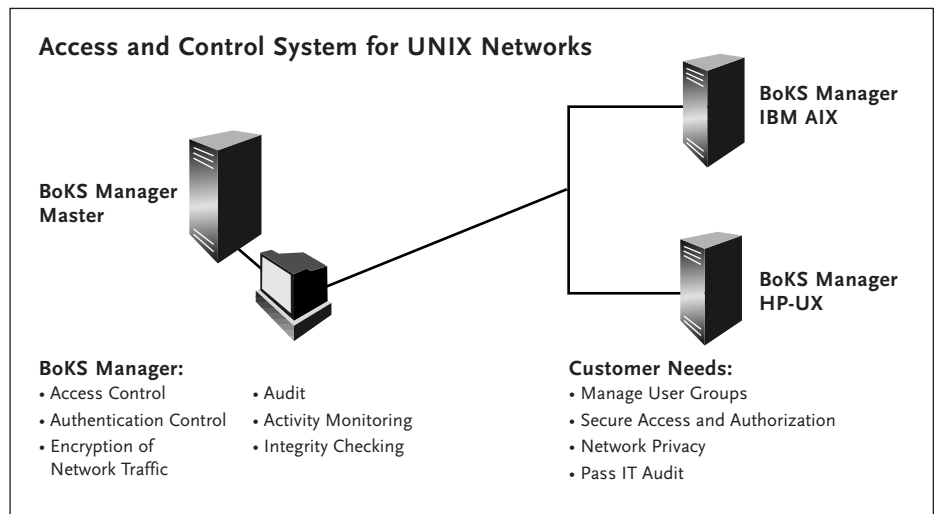 Access and Control System for UNIX Networks
BoKS Manager
IBM AIX
BoKS Manager
Master
BoKS Manager
HP-UX
BoKS Manager:
• Access Control
• Authentication Control
• Encryption of
Network Traffic
• Audit
• Activity Monitoring
• Integrity Checking
Customer Needs:
• Manage User Groups
• Secure Access and Authorization
• Network Privacy
• Pass IT Audit